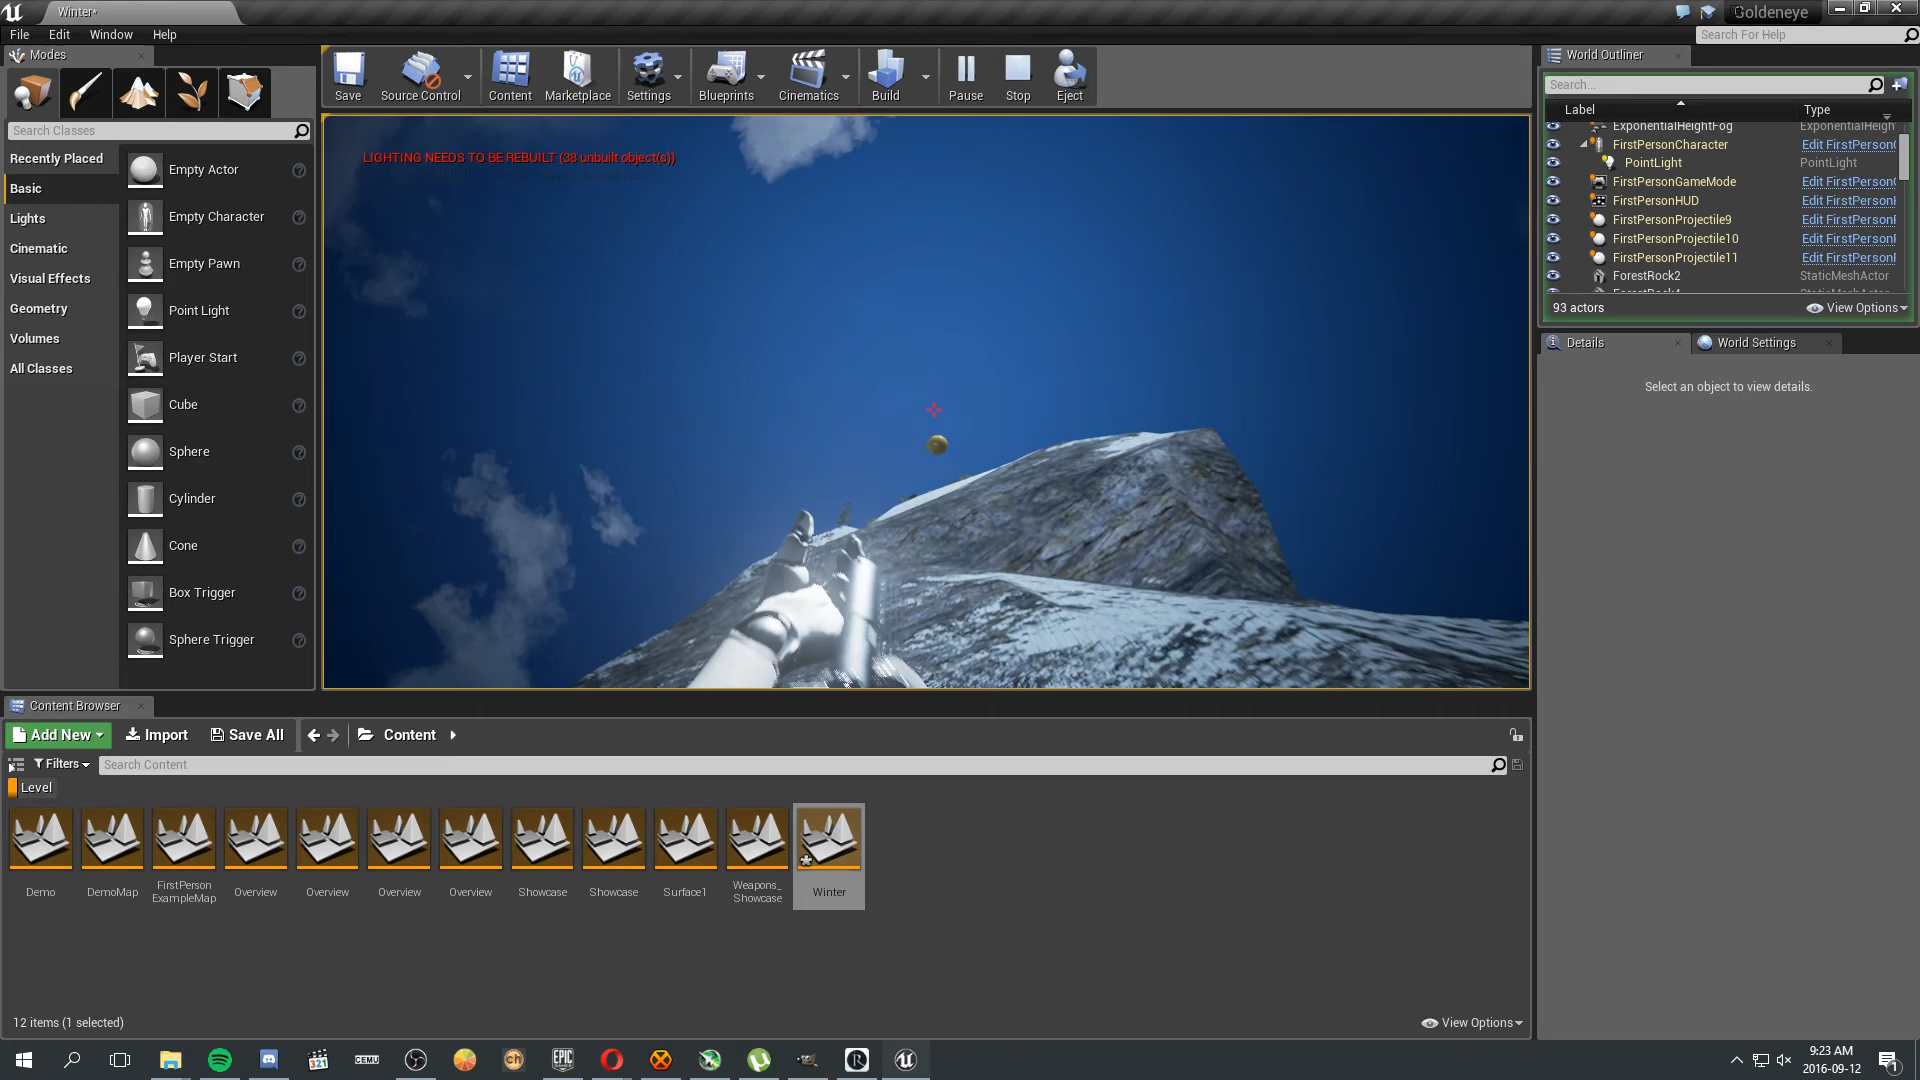 Winter*
Goldeneye
File Edit Window Help
Search For Help
Modes
Search Classes
Recently Placed
Basic
Lights
Cinematic
Visual Effects
Geometry
Volumes
All Classes
Empty Actor
Empty Character
Empty Pawn
Point Light
Player Start
Cube
Sphere
Cylinder
Cone
Box Trigger
Sphere Trigger
Save Source Control Content Marketplace Settings Blueprints Cinematics Build Pause Stop Eject
LIGHTING NEEDS TO BE REBUILT (38 unbuilt object(s))
World Outliner
Search...
Label Type
ExponentialHeightFog ExponentialHeigh
FirstPersonCharacter Edit FirstPerson
PointLight PointLight
FirstPersonGameMode Edit FirstPerson
FirstPersonHUD Edit FirstPerson
FirstPersonProjectile9 Edit FirstPerson
FirstPersonProjectile10 Edit FirstPerson
FirstPersonProjectile11 Edit FirstPerson
ForestRock2 StaticMeshActor
93 actors View Options
Details World Settings
Select an object to view details.
Content Browser
Add New Import Save All Content
Filters Search Content
Level
Demo
DemoMap
FirstPerson
ExampleMap
Overview
Overview
Overview
Overview
Showcase
Showcase
Surface1
Weapons_
Showcase
Winter
12 items (1 selected) View Options
321
CEMU
ch
EPIC
GAMES
R
9:23 AM
2016-09-12
1